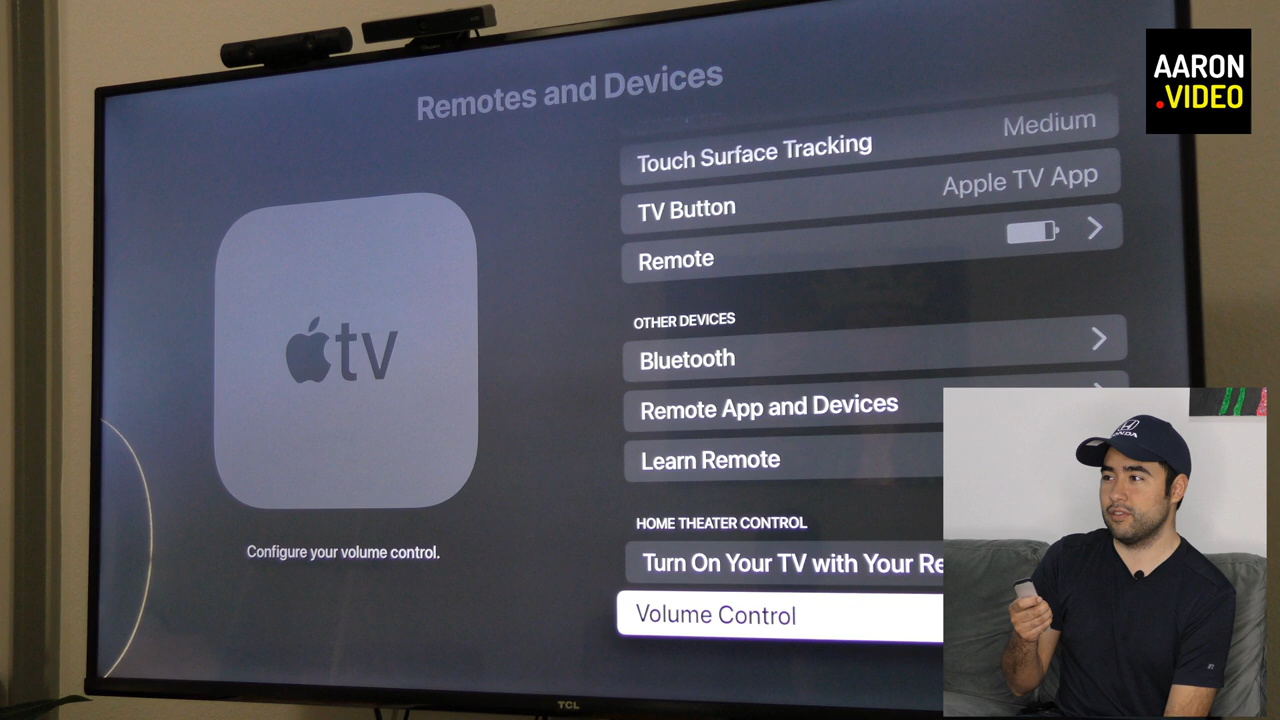 Remotes and Devices
AARON
.VIDEO
Touch Surface Tracking
Medium
TV Button
Apple TV App
Remote
OTHER DEVICES
Bluetooth
Remote App and Devices
Learn Remote
HOME THEATER CONTROL
Turn On Your TV with Your Re
Volume Control
tv
Configure your volume control.
HONDA
TCL